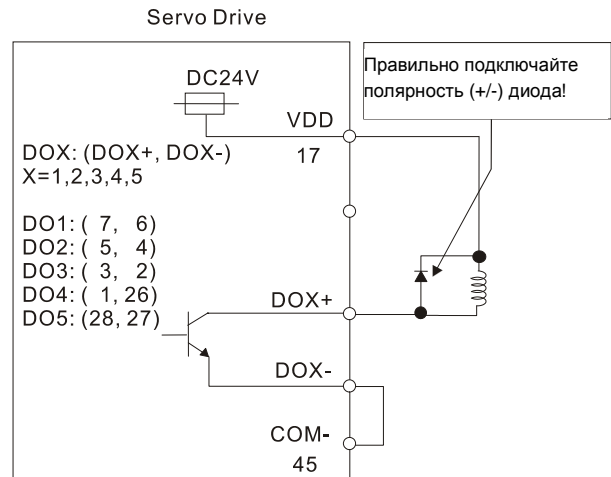 Servo Drive
DC24V
Правильно подключайте
полярность (+/-) диода!
VDD
17
DOX: (DOX+, DOX-)
X=1,2,3,4,5
DO1: ( 7, 6)
DO2: ( 5, 4)
DO3: ( 3, 2)
DO4: ( 1, 26)
DO5: (28, 27)
DOX+
DOX-
COM-
45